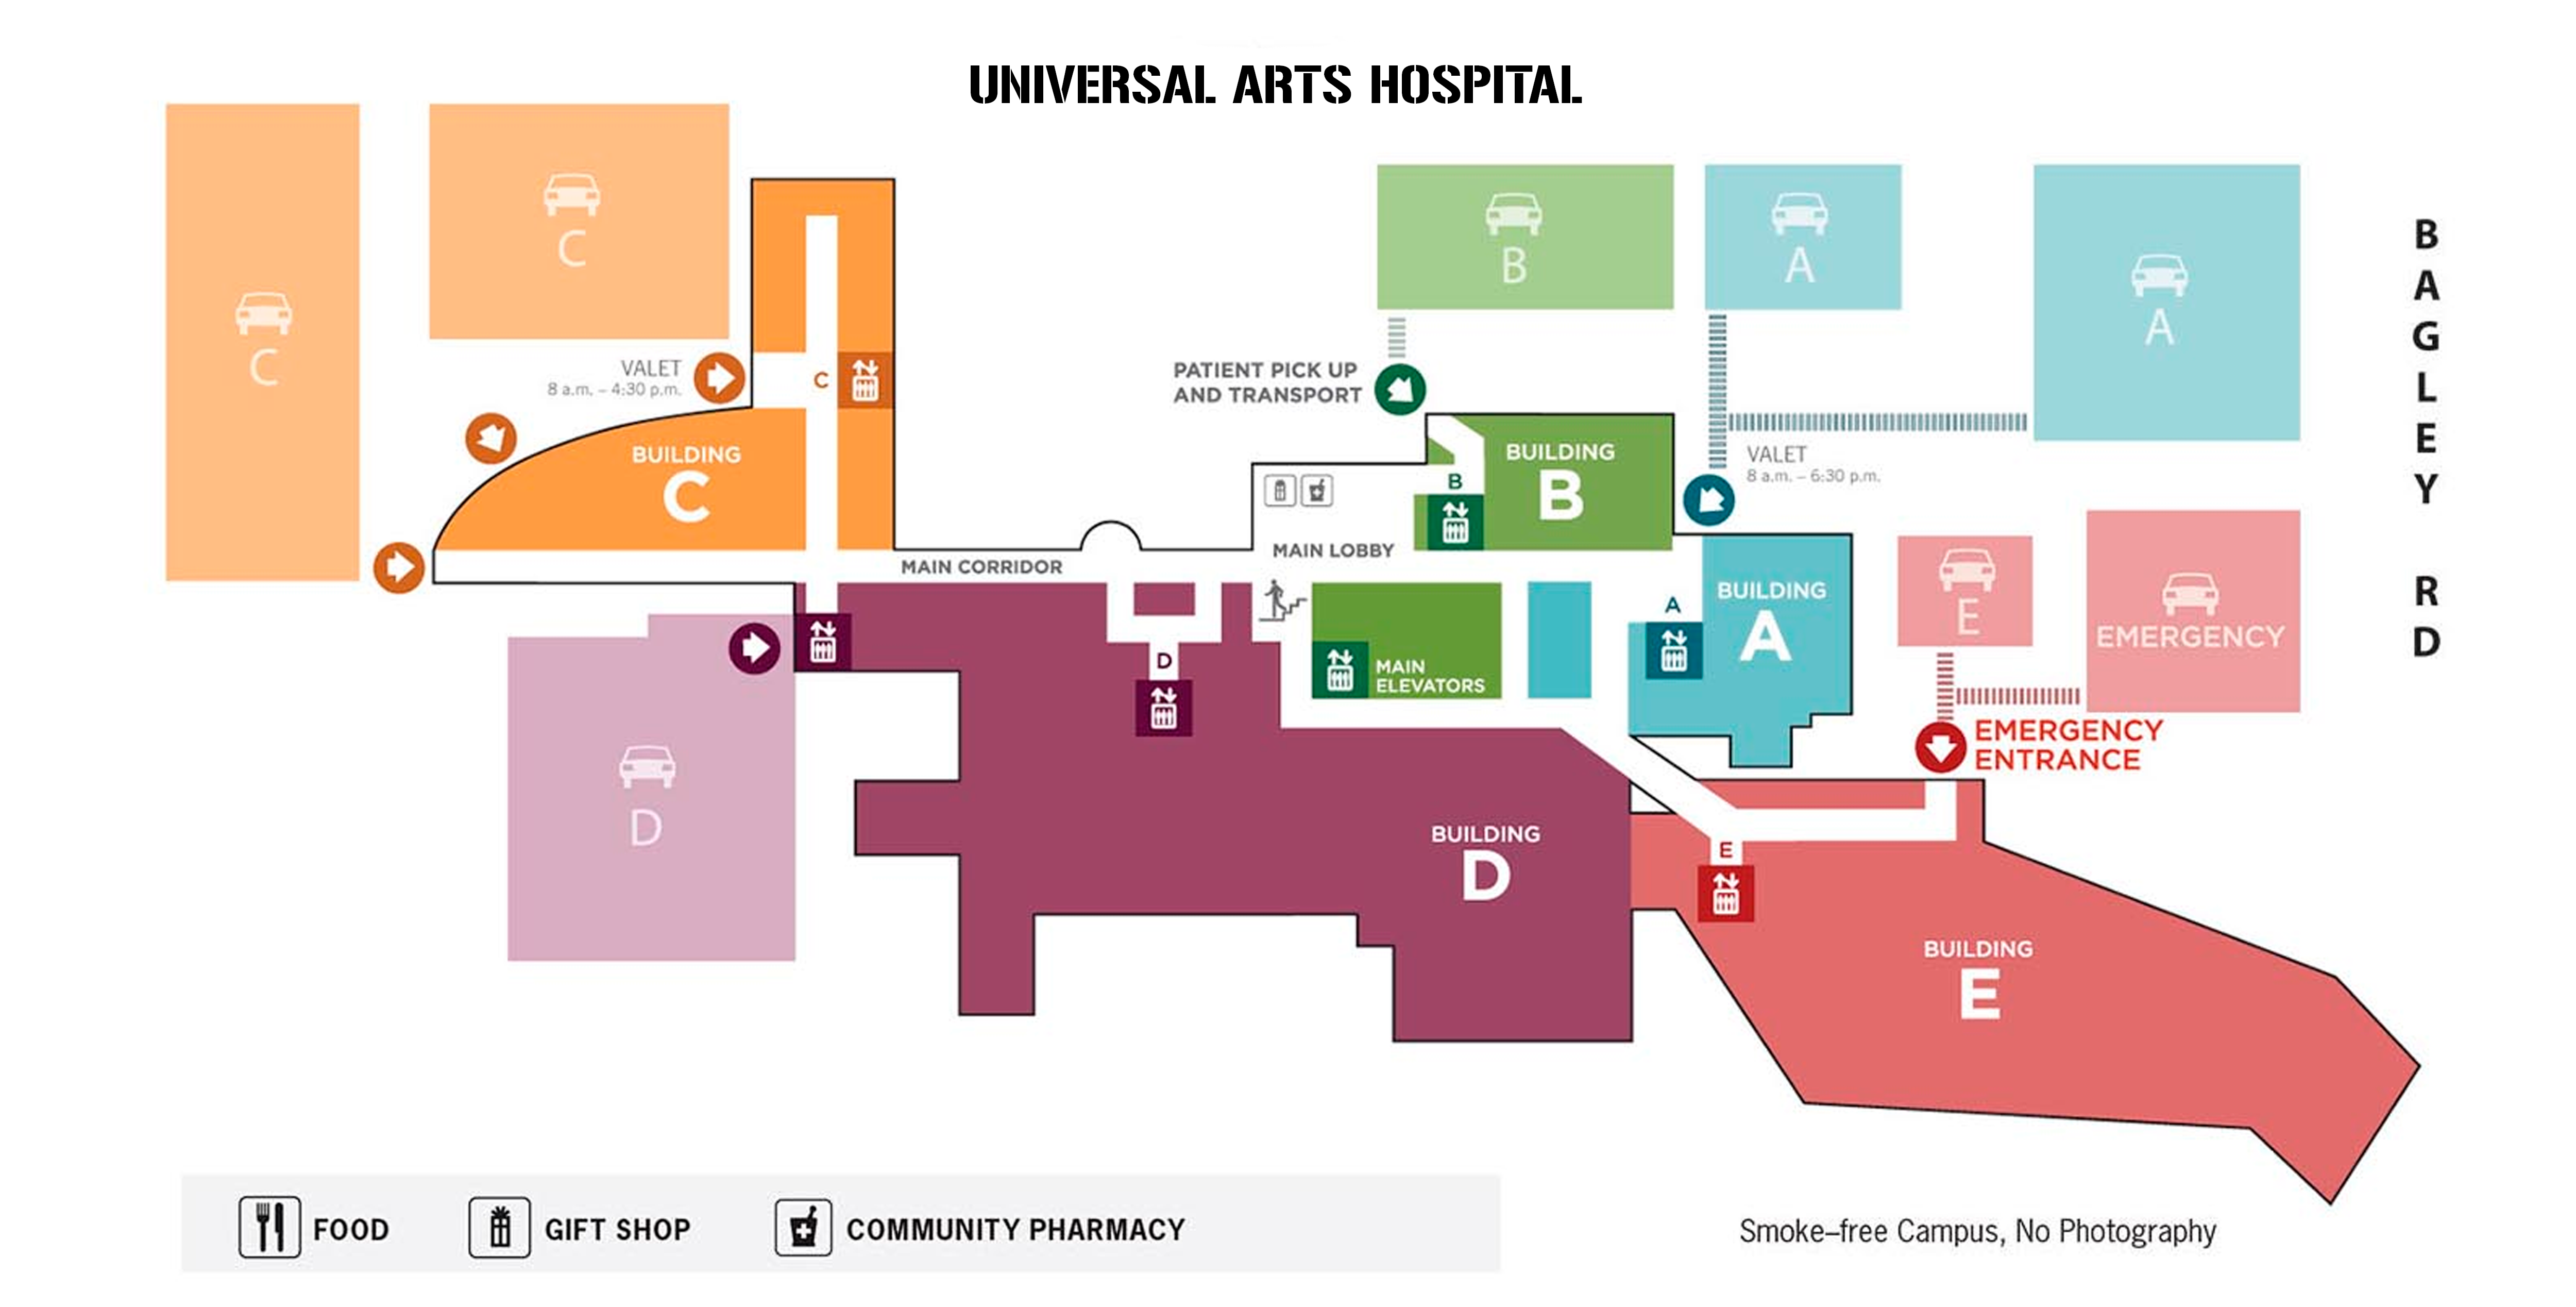 UNIVERSAL ARTS HOSPITAL
C
C
B
A
A
BAGLEY RD
VALET
8 a.m. – 4:30 p.m.
C
PATIENT PICK UP
AND TRANSPORT
BUILDING
C
BUILDING
B
B
VALET
8 a.m. – 6:30 p.m.
MAIN CORRIDOR
MAIN LOBBY
A
BUILDING
A
E
EMERGENCY
D
MAIN
ELEVATORS
EMERGENCY
ENTRANCE
D
BUILDING
D
E
BUILDING
E
FOOD
GIFT SHOP
COMMUNITY PHARMACY
Smoke–free Campus, No Photography